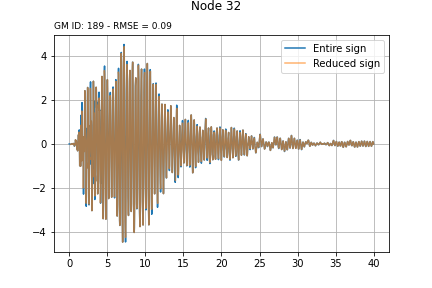 Node 32
GM ID: 189 - RMSE = 0.09
Entire sign
Reduced sign
4
2
0
−2
−4
0 5 10 15 20 25 30 35 40